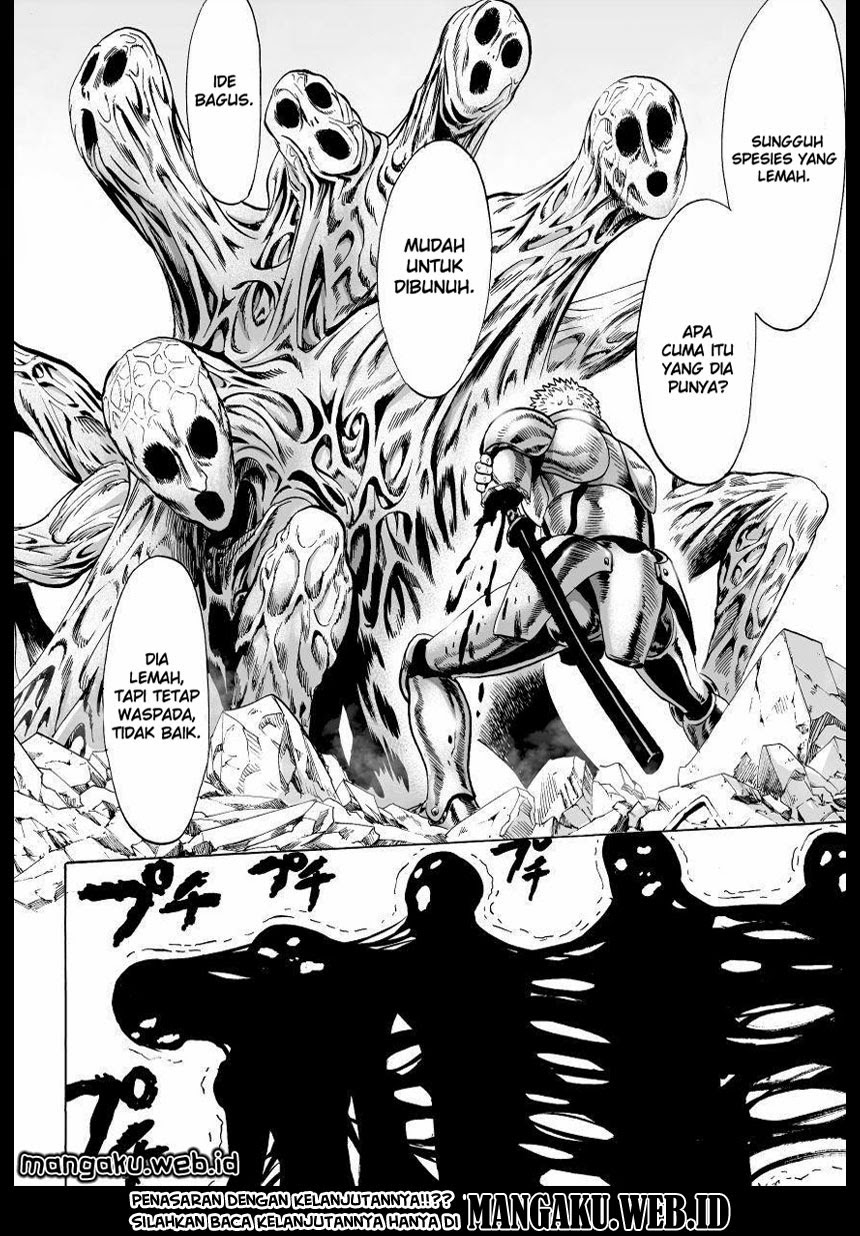 SUNGGUH
SPESIES YANG
LEMAH.
APA
CUMA ITU
YANG DIA
PUNYA?
IDE
BAGUS.
MUDAH
UNTUK
DIBUNUH.
DIA
LEMAH,
TAPI TETAP
WASPADA,
TIDAK BAIK.
プチ
プチ
プチ
プチ
mangaku.web.id
PENASARAN DENGAN KELANJUTANNYA!!??
SILAHKAN BACA KELANJUTANNYA HANYA DI MANGAKU.WEB.ID